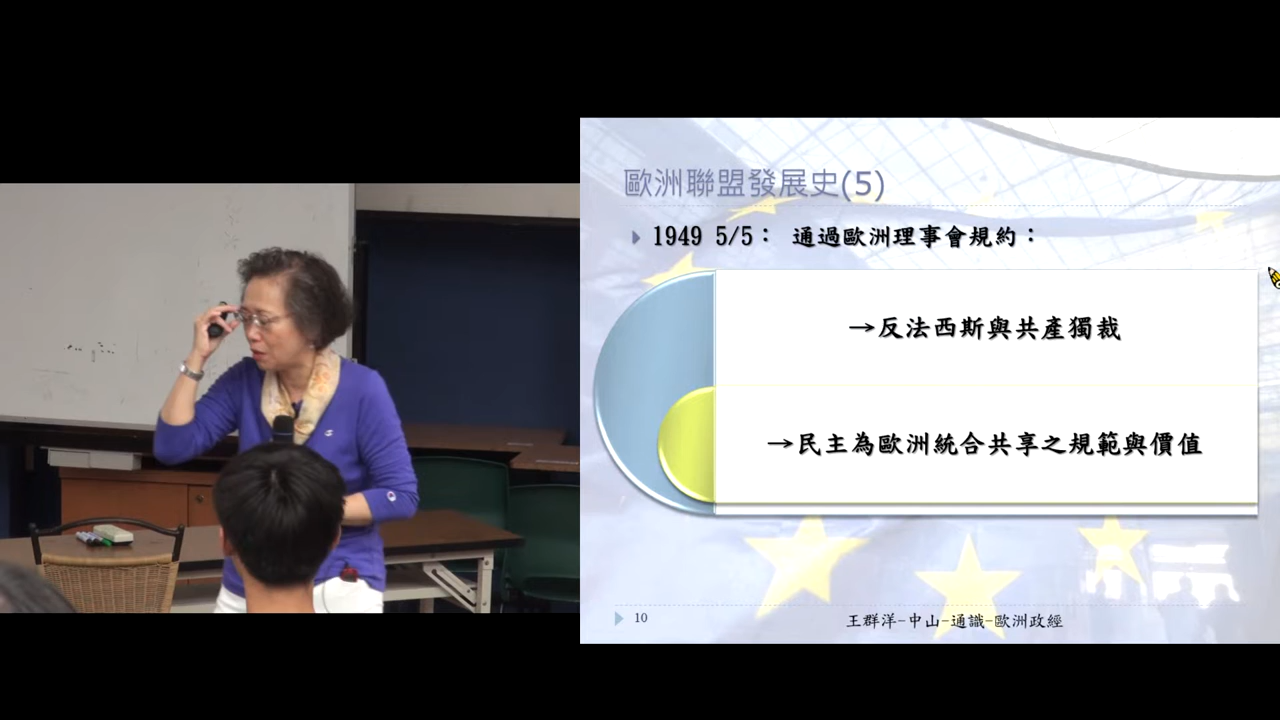 歐洲聯盟發展史(5)
1949 5/5： 通過歐洲理事會規約：
→反法西斯與共產獨裁
→民主為歐洲統合共享之規範與價值
10
王群洋-中山-通識-歐洲政經